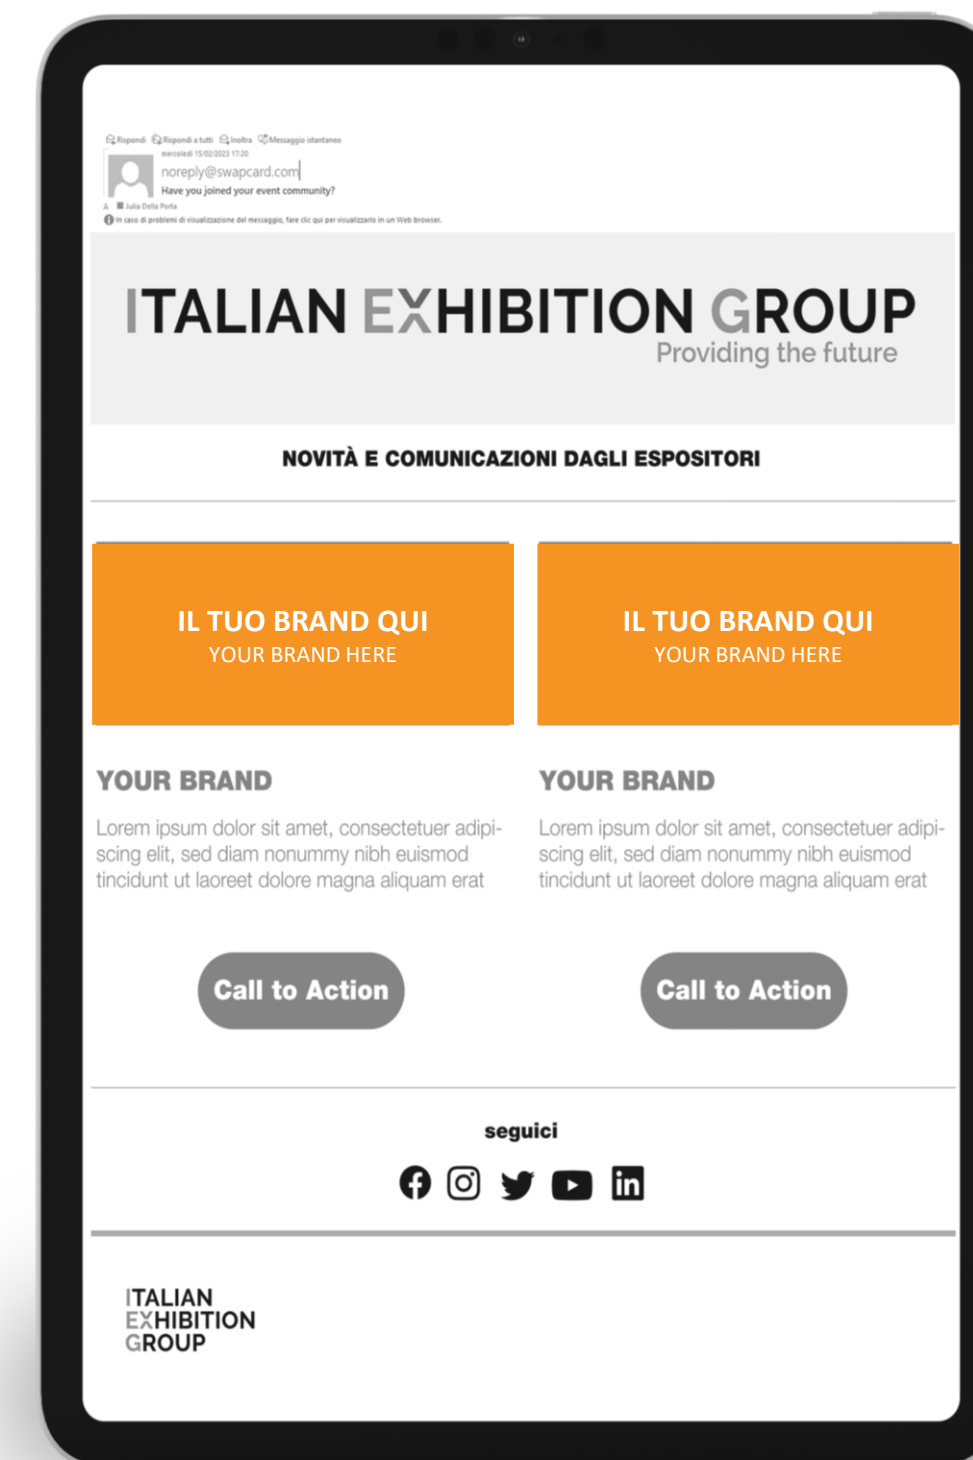 Rispondi Rispondi a tutti Inoltra Messaggio istantaneo
mercoledì 15/02/2023 17:20
noreply@swapcard.com
Have you joined your event community?
A Julia Della Porta
In caso di problemi di visualizzazione del messaggio, fare clic qui per visualizzarlo in un Web browser.
ITALIAN EXHIBITION GROUP
Providing the future
NOVITÀ E COMUNICAZIONI DAGLI ESPOSITORI
IL TUO BRAND QUI
YOUR BRAND HERE
IL TUO BRAND QUI
YOUR BRAND HERE
YOUR BRAND
Lorem ipsum dolor sit amet, consectetuer adipi-
scing elit, sed diam nonummy nibh euismod
tincidunt ut laoreet dolore magna aliquam erat
Call to Action
YOUR BRAND
Lorem ipsum dolor sit amet, consectetuer adipi-
scing elit, sed diam nonummy nibh euismod
tincidunt ut laoreet dolore magna aliquam erat
Call to Action
seguici
ITALIAN
EXHIBITION
GROUP